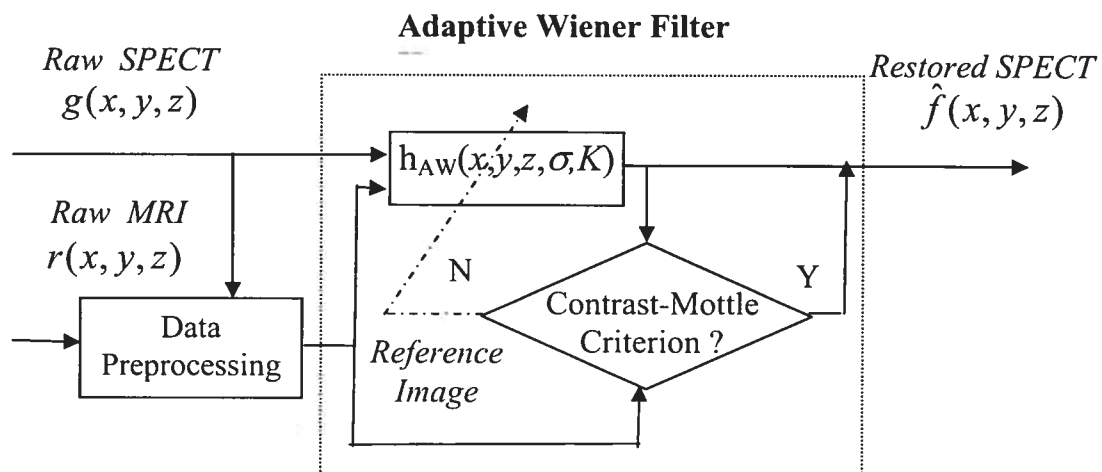 Adaptive Wiener Filter
Raw SPECT
g(x, y, z)
Restored SPECT
f̂(x, y, z)
h_AW(x,y,z,σ,K)
Raw MRI
r(x, y, z)
N
Y
Contrast-Mottle
Criterion ?
Data
Preprocessing
Reference
Image